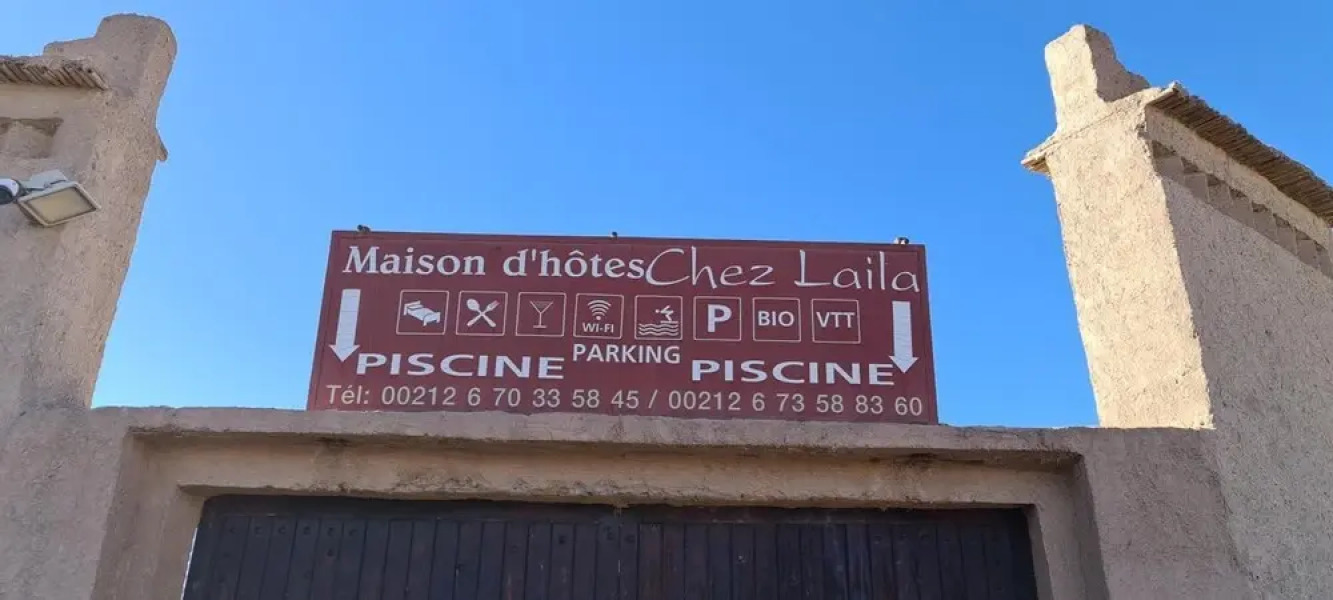 Maison d'hôtes Chez Laila
WI-FI P BIO VTT
PISCINE PARKING PISCINE
Tél: 00212 6 70 33 58 45 / 00212 6 73 58 83 60